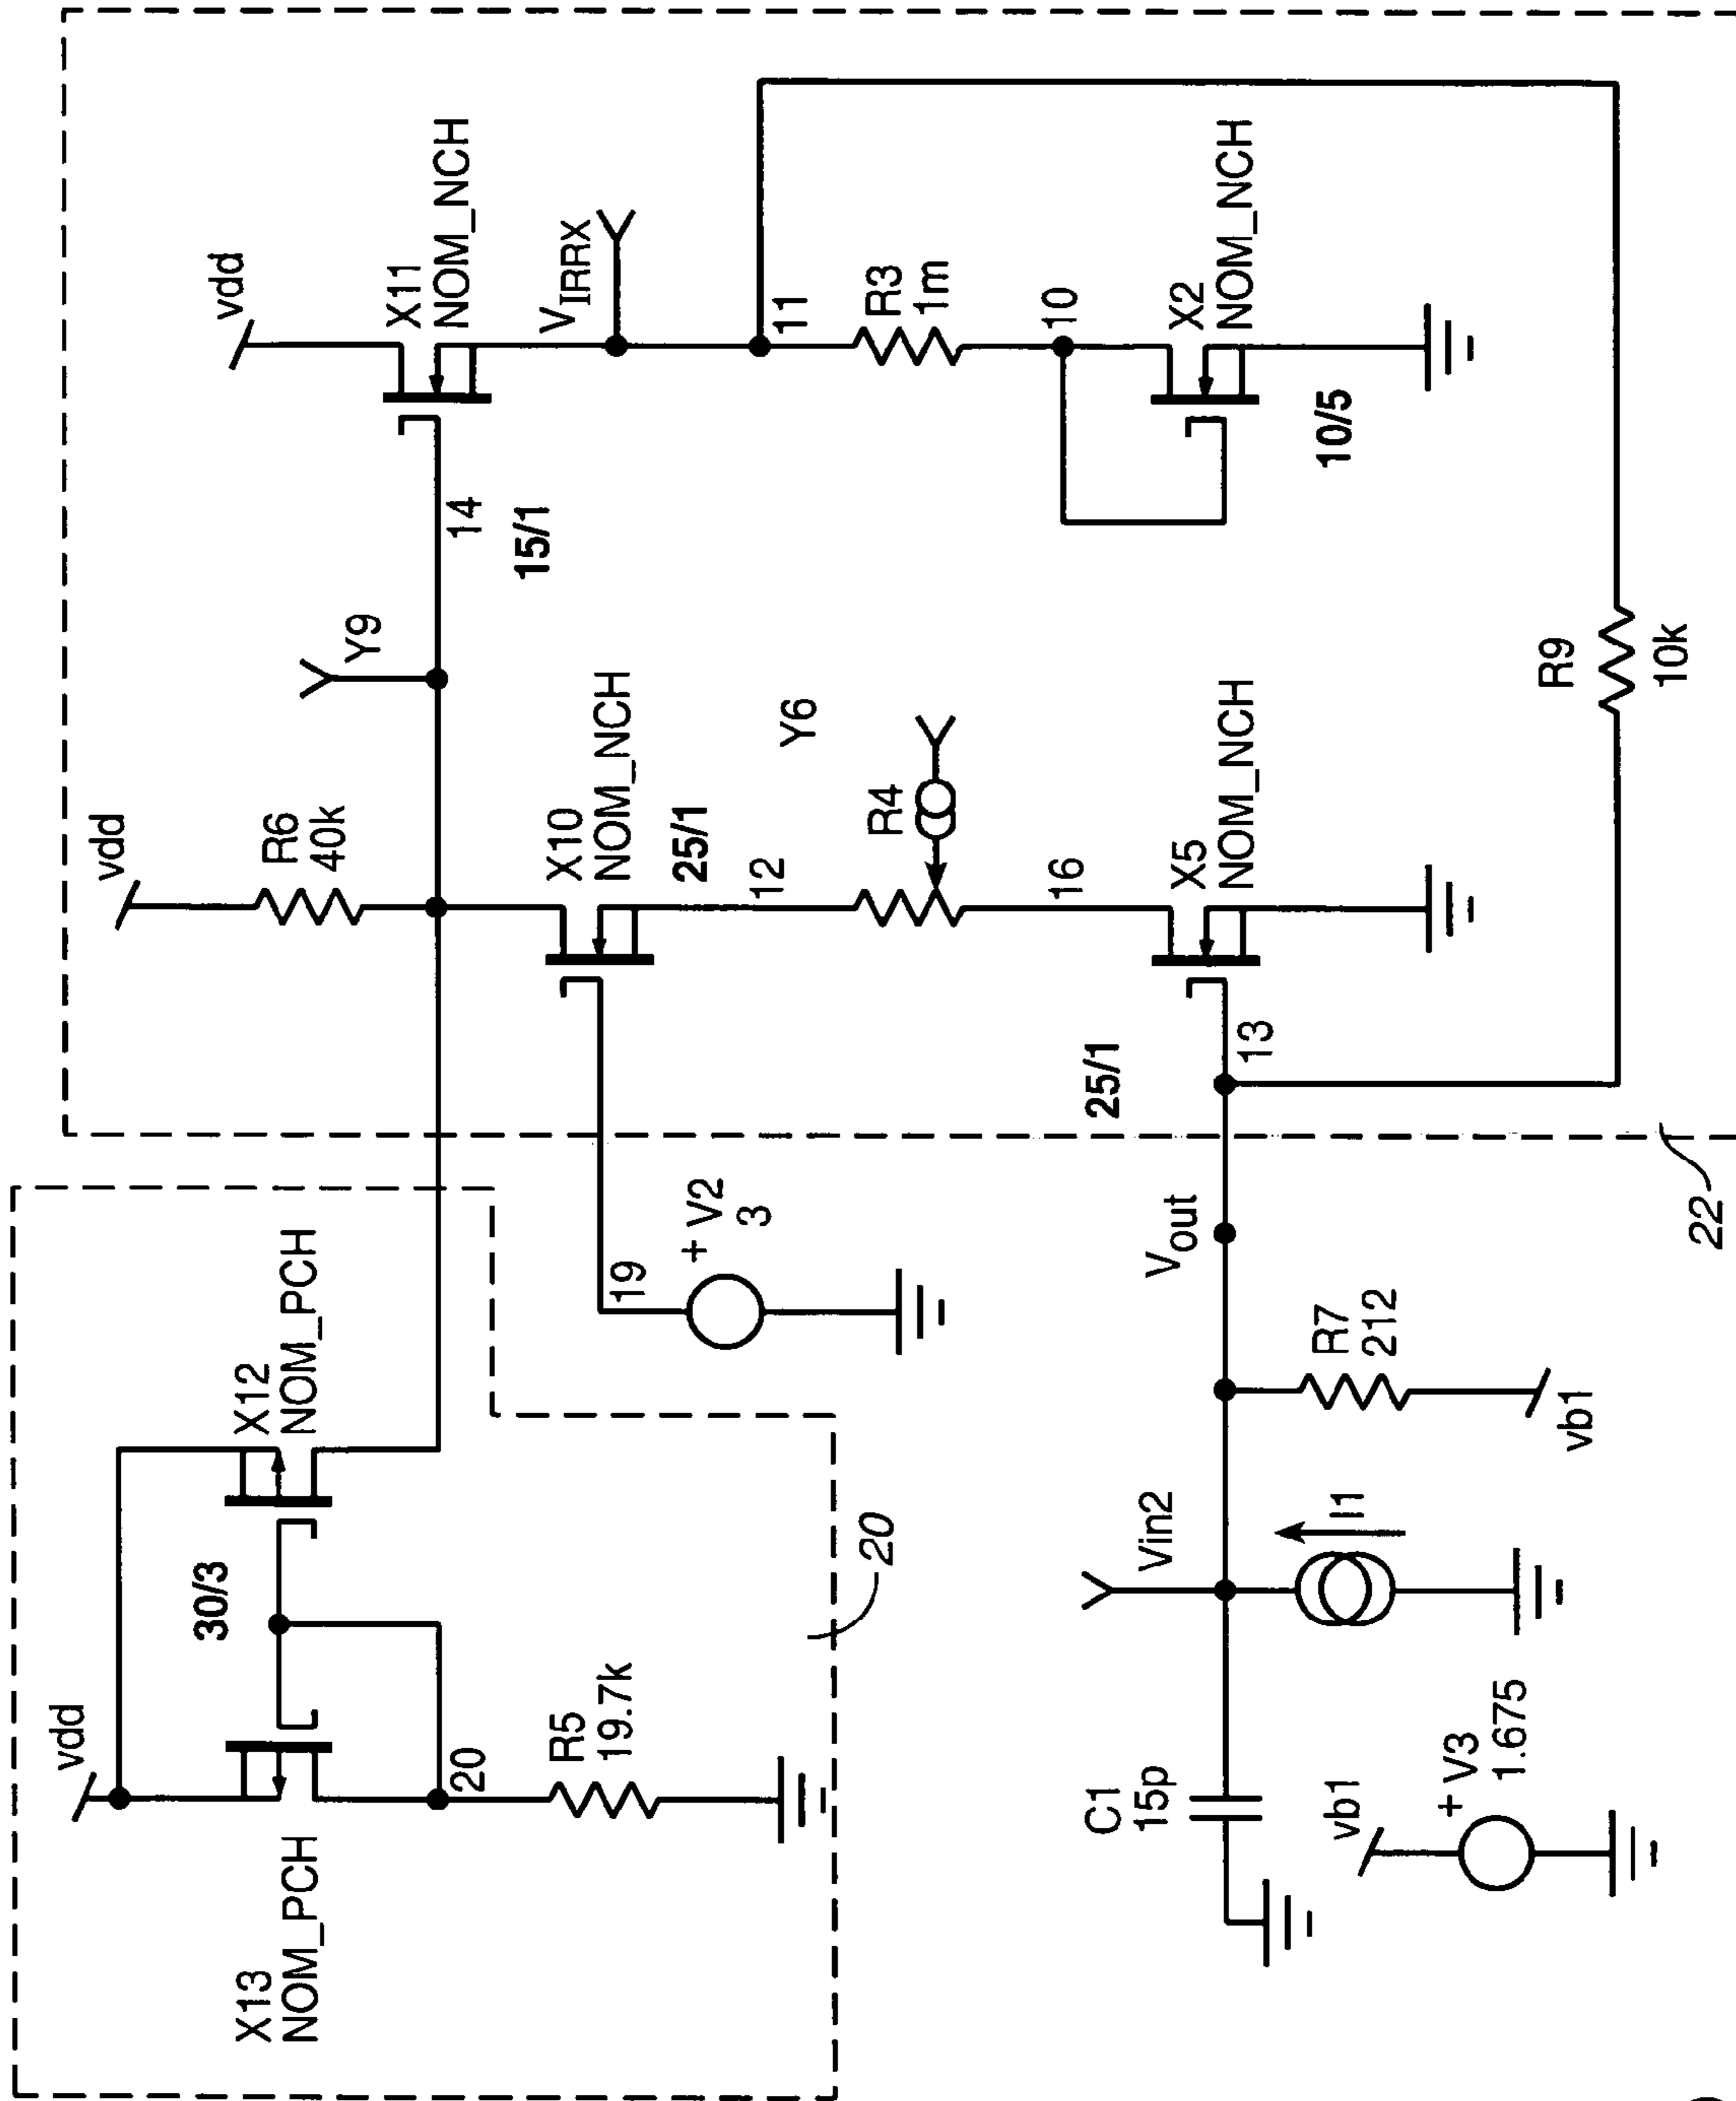 vdd
X11
NOM_NCH
V_IRRX
11
R3
1m
10
X2
NOM_NCH
10/5
14
15/1
Y9
vdd
R6
40k
X10
NOM_NCH
25/1
12
Y6
R4
16
X5
NOM_NCH
13
25/1
R9
10k
22
vdd
X13
NOM_PCH
30/3
X12
NOM_PCH
20
R5
19.7k
20
19
+ V2
3
Vout
R7
212
vb1
Vin2
I1
C1
15p
vb1
+ V3
1.675